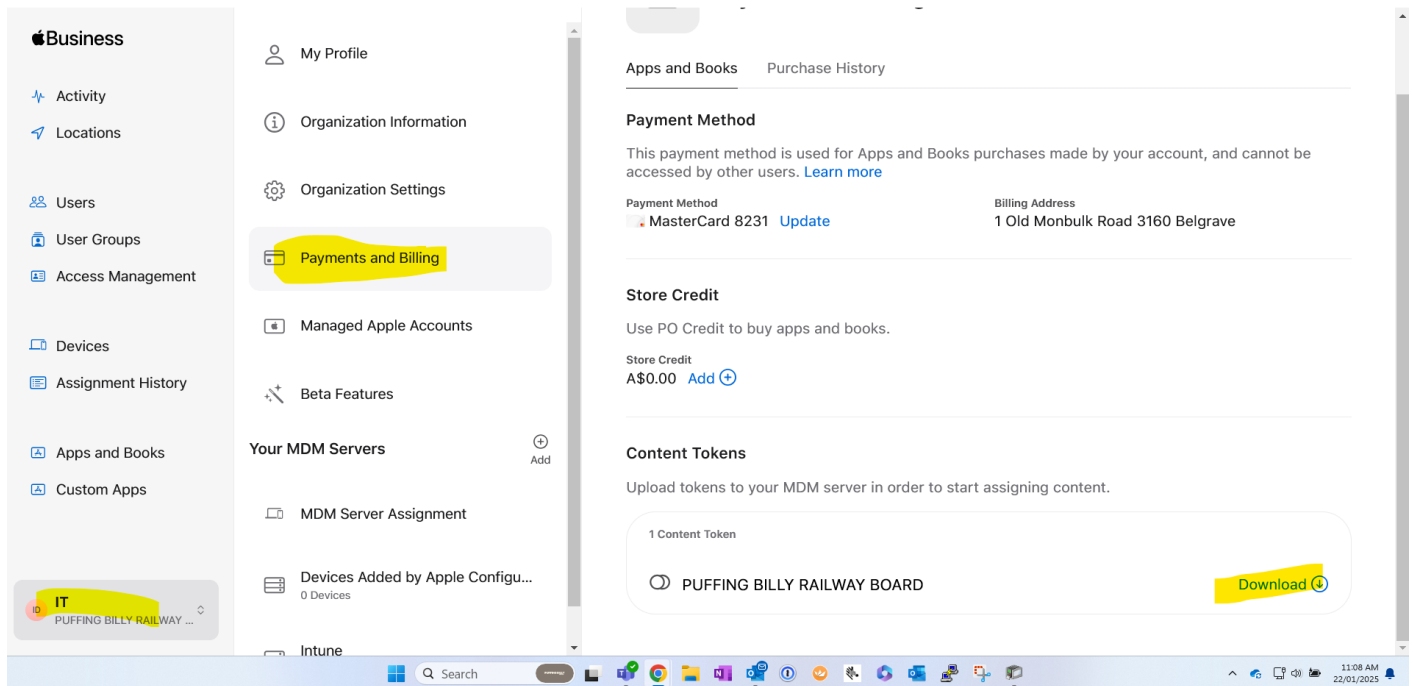 Business
Activity
Locations
Users
User Groups
Access Management
Devices
Assignment History
Apps and Books
Custom Apps
ID
IT
PUFFING BILLY RAILWAY ...
My Profile
Organization Information
Organization Settings
Payments and Billing
Managed Apple Accounts
Beta Features
Your MDM Servers
Add
MDM Server Assignment
Devices Added by Apple Configu...
0 Devices
Intune
Apps and Books
Purchase History
Payment Method
This payment method is used for Apps and Books purchases made by your account, and cannot be
accessed by other users. Learn more
Payment Method
MasterCard 8231 Update
Billing Address
1 Old Monbulk Road 3160 Belgrave
Store Credit
Use PO Credit to buy apps and books.
Store Credit
A$0.00 Add
Content Tokens
Upload tokens to your MDM server in order to start assigning content.
1 Content Token
PUFFING BILLY RAILWAY BOARD
Download
Search
11:08 AM
22/01/2025